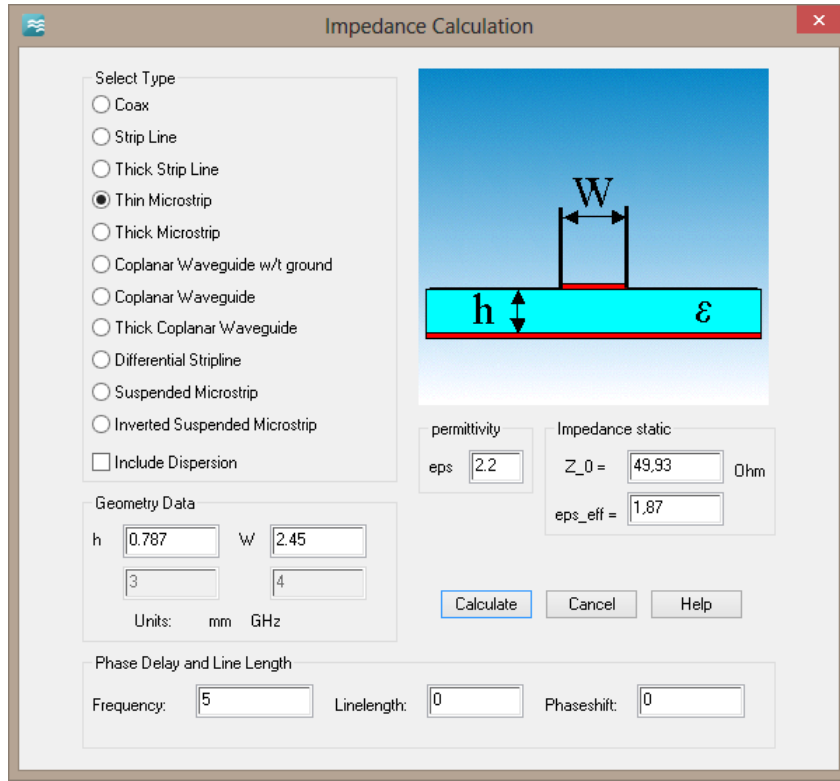 Impedance Calculation
Select Type
Coax
Strip Line
Thick Strip Line
Thin Microstrip
Thick Microstrip
Coplanar Waveguide w/t ground
Coplanar Waveguide
Thick Coplanar Waveguide
Differential Stripline
Suspended Microstrip
Inverted Suspended Microstrip
Include Dispersion
W
h ε
permittivity
eps 2.2
Impedance static
Z_0 = 49,93 Ohm
eps_eff = 1,87
Geometry Data
h 0.787 W 2.45
3 4
Units: mm GHz
Calculate Cancel Help
Phase Delay and Line Length
Frequency: 5 Linelength: 0 Phaseshift: 0